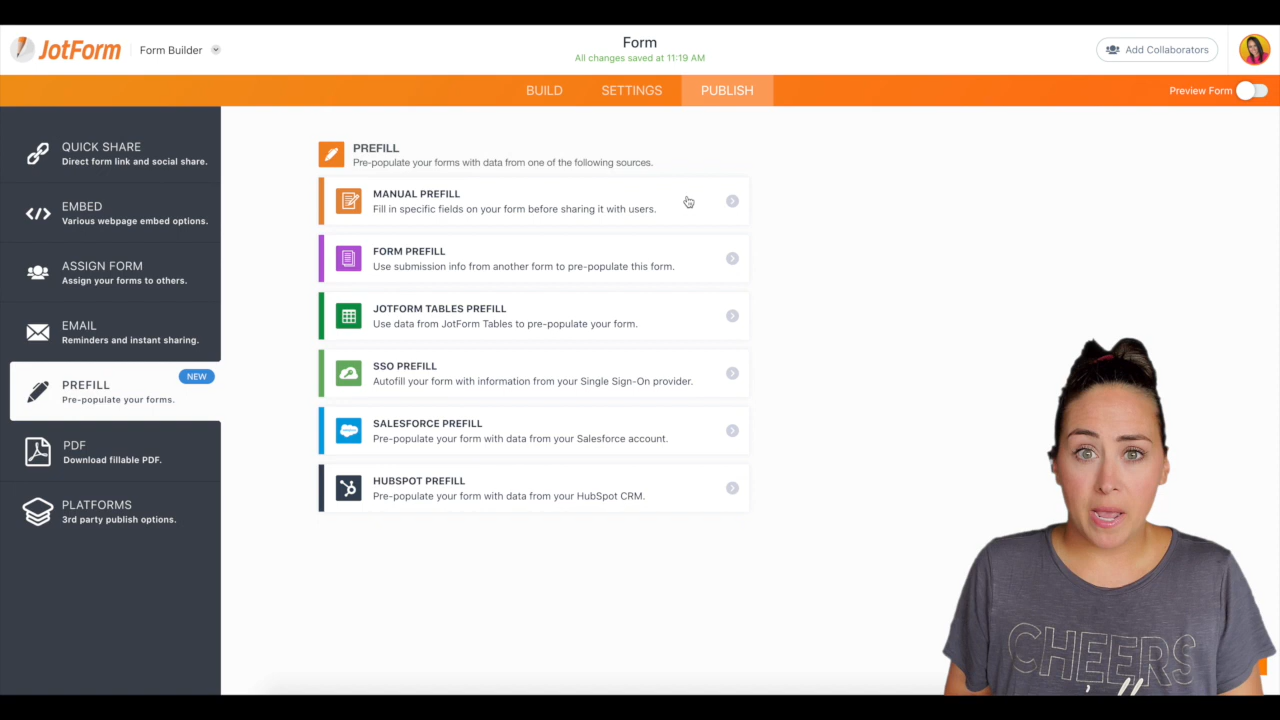 JotForm
Form Builder
Form
All changes saved at 11:19 AM
Add Collaborators
BUILD
SETTINGS
PUBLISH
Preview Form
QUICK SHARE
Direct form link and social share.
EMBED
Various webpage embed options.
ASSIGN FORM
Assign your forms to others.
EMAIL
Reminders and instant sharing.
PREFILL
NEW
Pre-populate your forms.
PDF
Download fillable PDF.
PLATFORMS
3rd party publish options.
PREFILL
Pre-populate your forms with data from one of the following sources.
MANUAL PREFILL
Fill in specific fields on your form before sharing it with users.
FORM PREFILL
Use submission info from another form to pre-populate this form.
JOTFORM TABLES PREFILL
Use data from JotForm Tables to pre-populate your form.
SSO PREFILL
Autofill your form with information from your Single Sign-On provider.
SALESFORCE PREFILL
Pre-populate your form with data from your Salesforce account.
HUBSPOT PREFILL
Pre-populate your form with data from your HubSpot CRM.
CHEERS